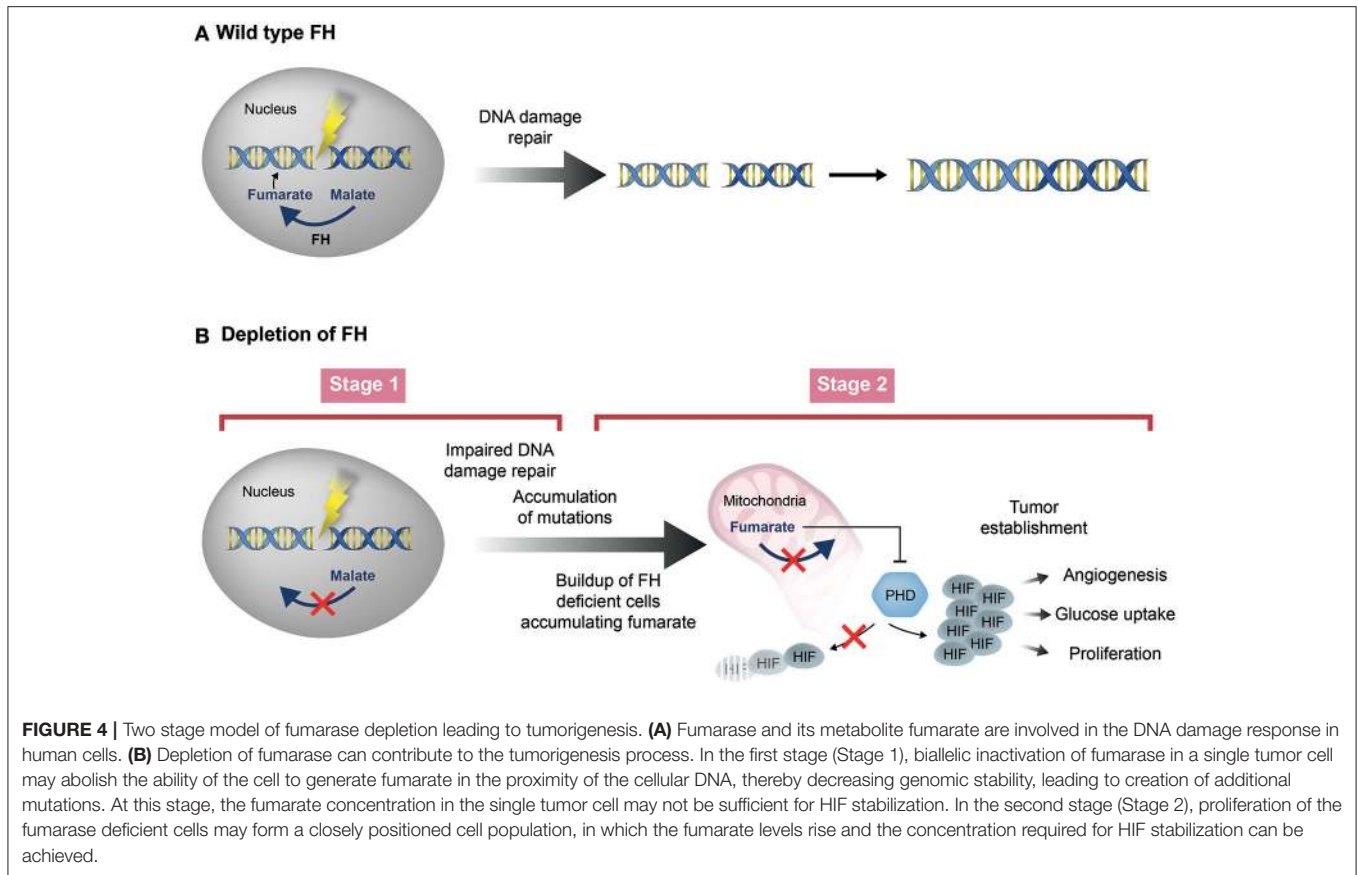 A Wild type FH
Nucleus
Fumarate Malate
FH
DNA damage
repair
B Depletion of FH
Stage 1
Stage 2
Nucleus
Malate
Impaired DNA
damage repair
Accumulation
of mutations
Buildup of FH
deficient cells
accumulating fumarate
Mitochondria
Fumarate
PHD
HIF HIF
HIF
HIF
HIF
HIF
HIF
HIF
HIF
Tumor
establishment
Angiogenesis
Glucose uptake
Proliferation
FIGURE 4 | Two stage model of fumarase depletion leading to tumorigenesis. (A) Fumarase and its metabolite fumarate are involved in the DNA damage response in
human cells. (B) Depletion of fumarase can contribute to the tumorigenesis process. In the first stage (Stage 1), biallelic inactivation of fumarase in a single tumor cell
may abolish the ability of the cell to generate fumarate in the proximity of the cellular DNA, thereby decreasing genomic stability, leading to creation of additional
mutations. At this stage, the fumarate concentration in the single tumor cell may not be sufficient for HIF stabilization. In the second stage (Stage 2), proliferation of the
fumarase deficient cells may form a closely positioned cell population, in which the fumarate levels rise and the concentration required for HIF stabilization can be
achieved.